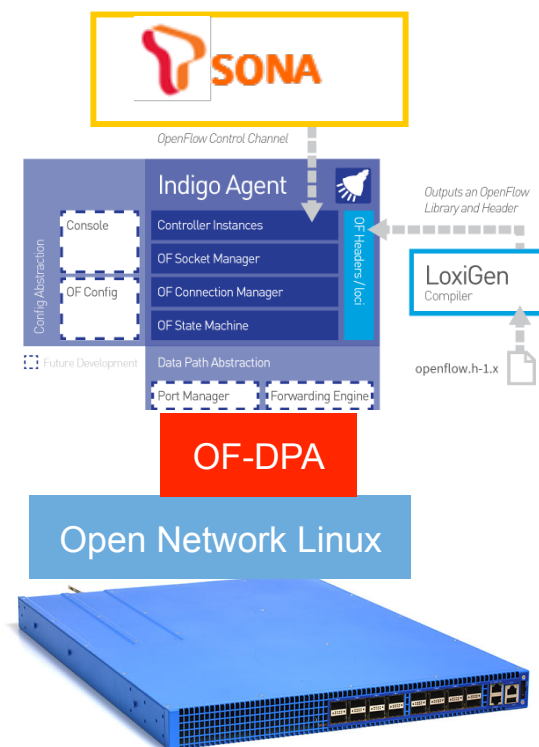 SONA
OpenFlow Control Channel
Indigo Agent
Outputs an OpenFlow
Library and Header
Config Abstraction
Console
OF Config
Controller Instances
OF Socket Manager
OF Connection Manager
OF State Machine
OF Headers / loci
LoxiGen
Compiler
Future Development
Data Path Abstraction
openflow.h-1.x
Port Manager
Forwarding Engine
OF-DPA
Open Network Linux